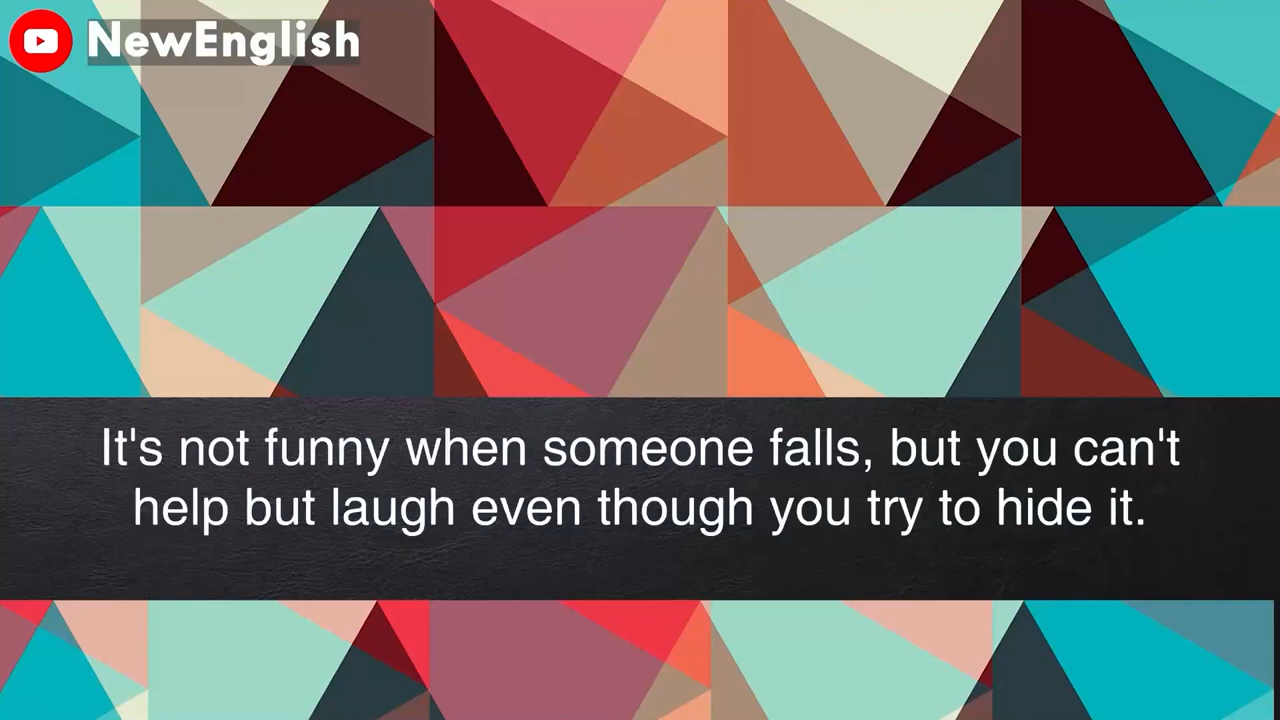 NewEnglish
It's not funny when someone falls, but you can't
help but laugh even though you try to hide it.